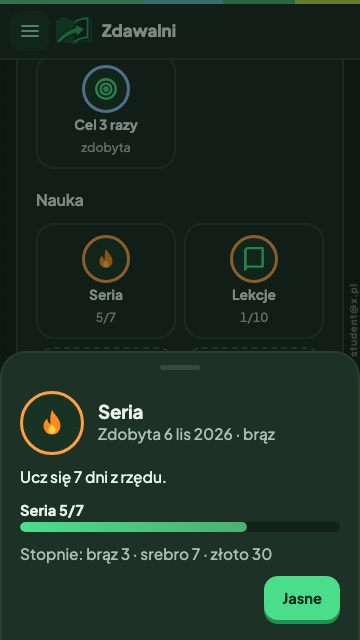 Zdawalni
Cel 3 razy
zdobyta
Nauka
Seria
5/7
Lekcje
1/10
student@x.pl
Seria
Zdobyta 6 lis 2026 · brąz
Ucz się 7 dni z rzędu.
Seria 5/7
Stopnie: brąz 3 · srebro 7 · złoto 30
Jasne